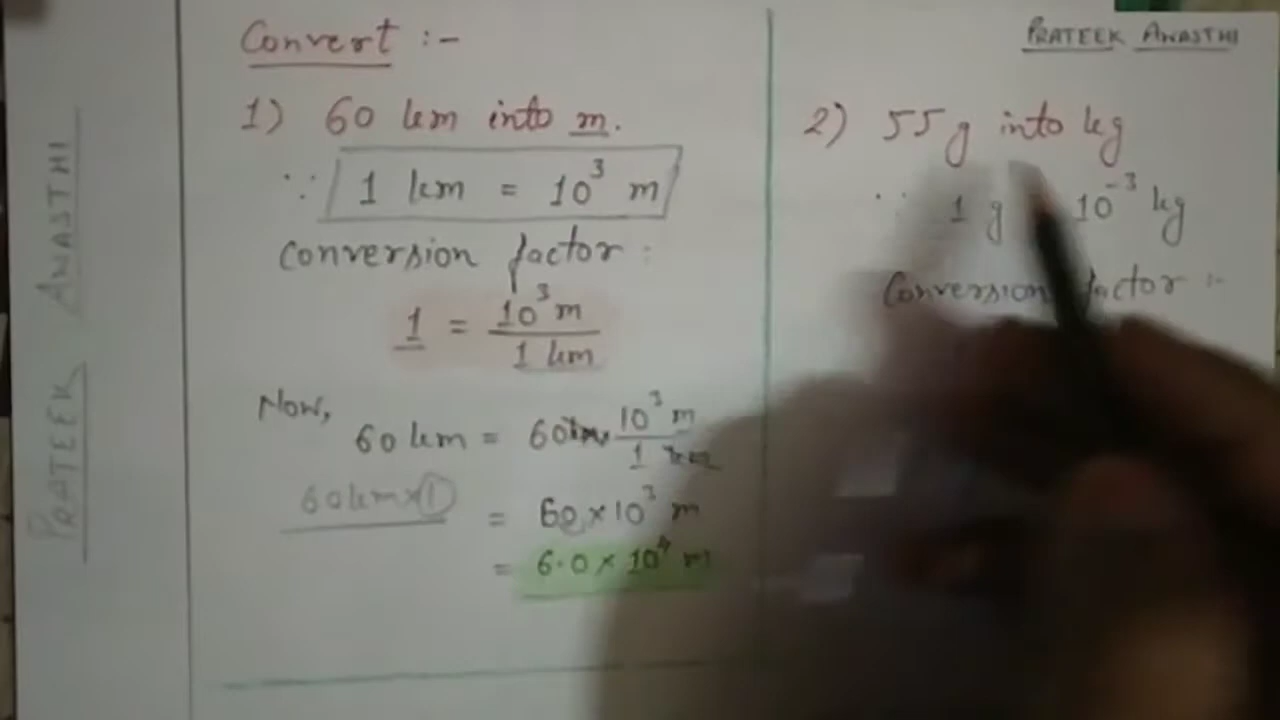 Convert :-
1) 60 km into m.
∵ 1 km = 10³ m
Conversion factor :
1 = 10³ m / 1 km
Now,
60 km = 60 km × 10³ m / 1 km
60 km × 1
= 60 × 10³ m
= 6.0 × 10⁴ m
PRATEEK AWASTHI
2) 55 g into kg
1 g 10⁻³ kg
Conversion factor :-
PRATEEK AWASTHI